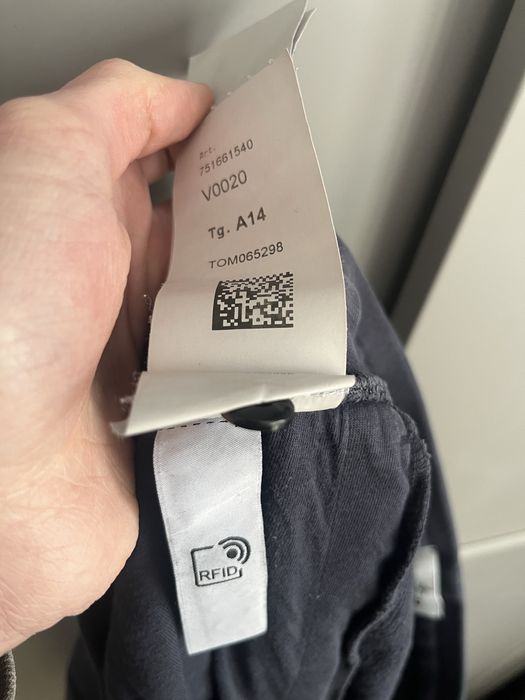 Art.
751661540
V0020
Tg. A14
TOM065298
RFID